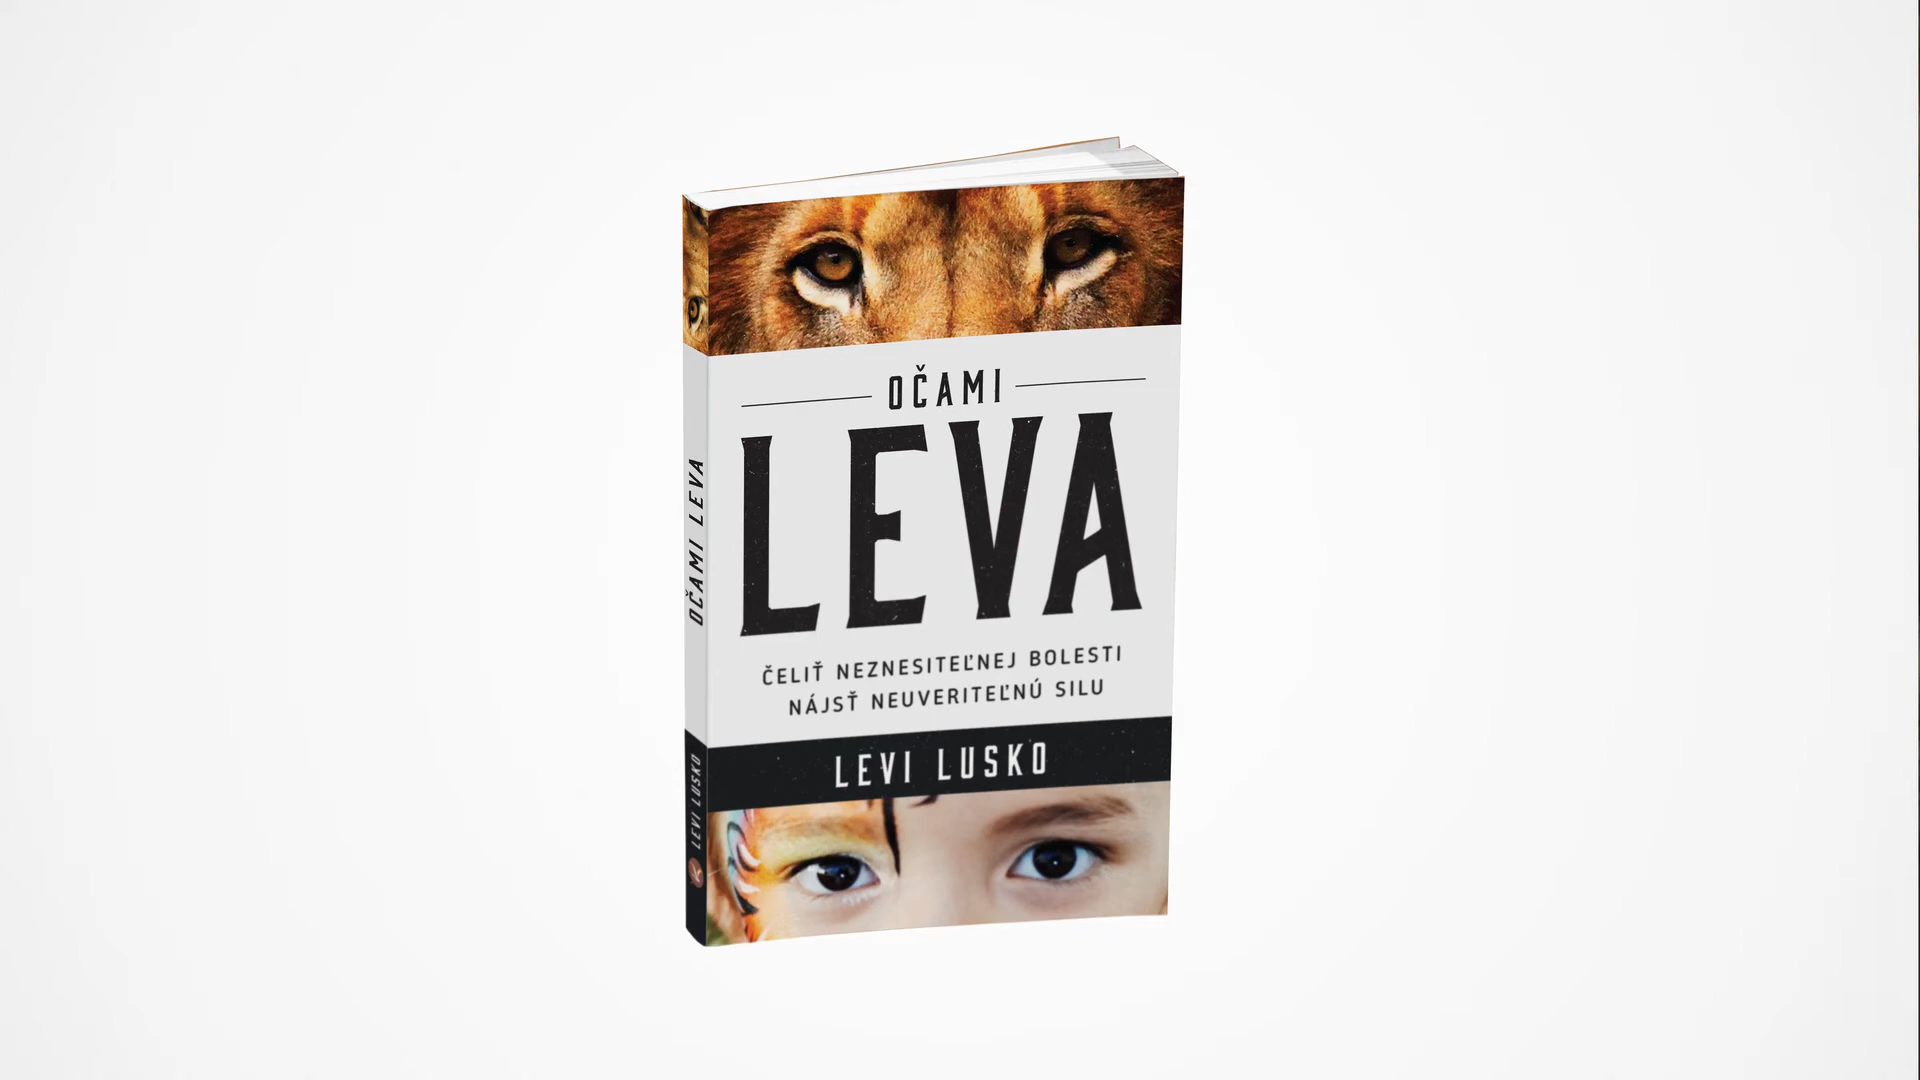 OČAMI
LEVA
ČELIŤ NEZNESITEĽNEJ BOLESTI
NÁJSŤ NEUVERITEĽNÚ SILU
LEVI LUSKO
OČAMI LEVA
LEVI LUSKO